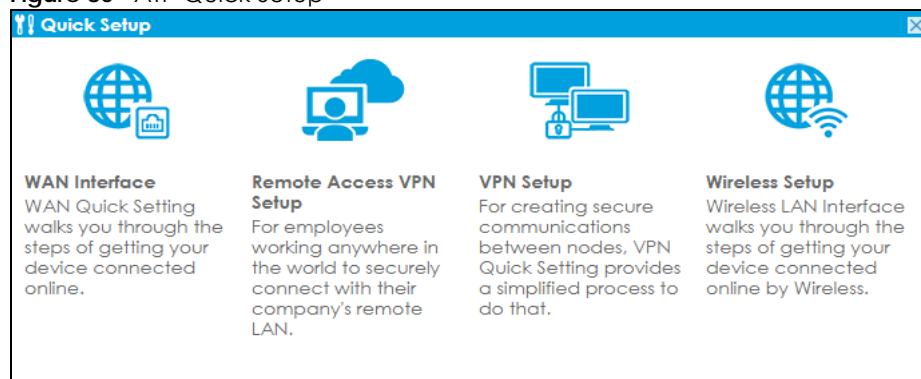 Quick Setup
WAN Interface
WAN Quick Setting
walks you through the
steps of getting your
device connected
online.
Remote Access VPN
Setup
For employees
working anywhere in
the world to securely
connect with their
company's remote
LAN.
VPN Setup
For creating secure
communications
between nodes, VPN
Quick Setting provides
a simplified process to
do that.
Wireless Setup
Wireless LAN Interface
walks you through the
steps of getting your
device connected
online by Wireless.